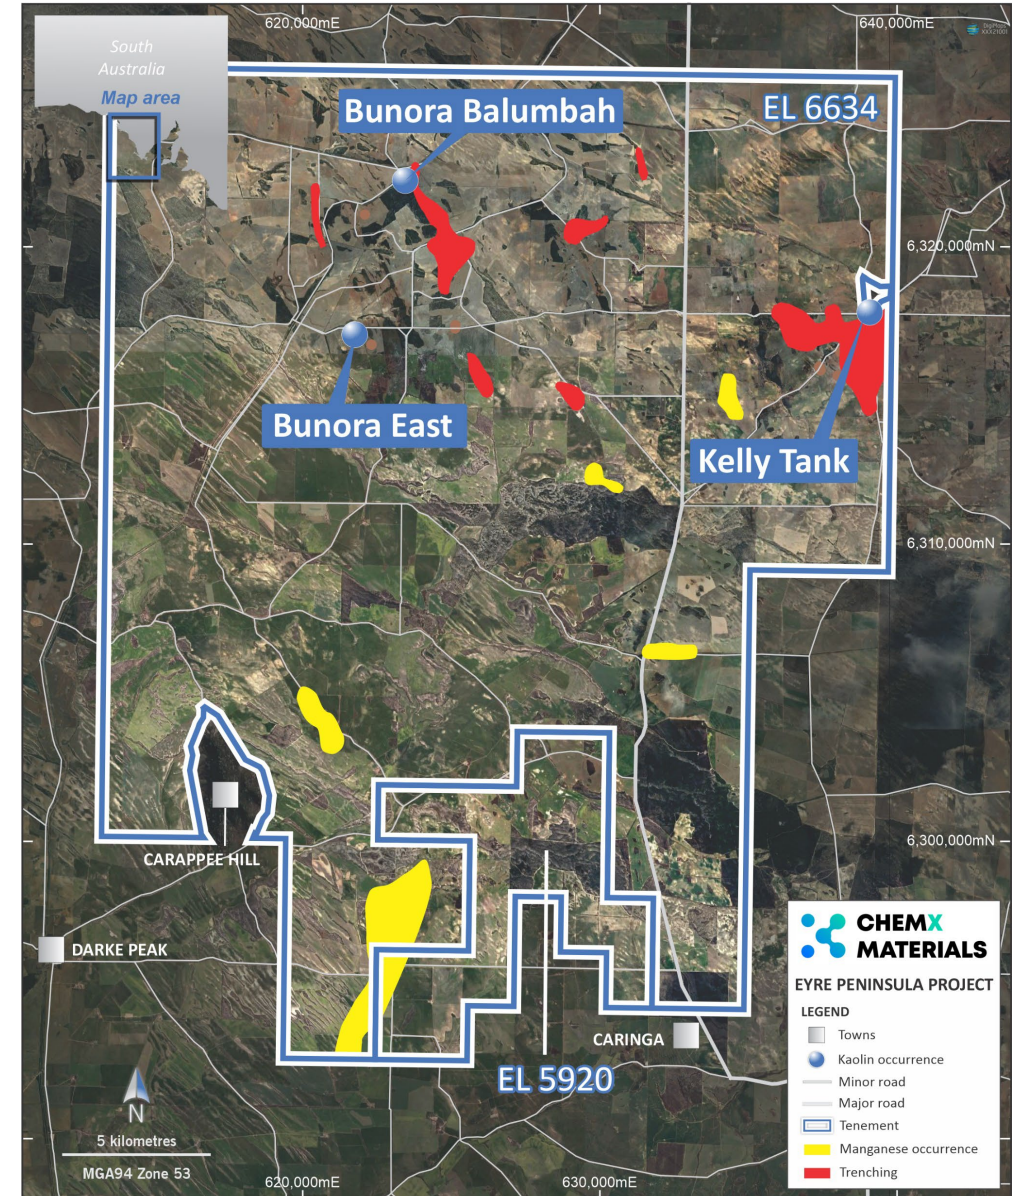 620,000mE
640,000mE
South
Australia
Map area
Bunora Balumbah
EL 6634
6,320,000mN
Bunora East
Kelly Tank
6,310,000mN
6,300,000mN
CARAPPEE HILL
DARKE PEAK
CARINGA
EL 5920
N
5 kilometres
MGA94 Zone 53
620,000mE
630,000mE
CHEMX
MATERIALS
EYRE PENINSULA PROJECT
LEGEND
Towns
Kaolin occurrence
Minor road
Major road
Tenement
Manganese occurrence
Trenching